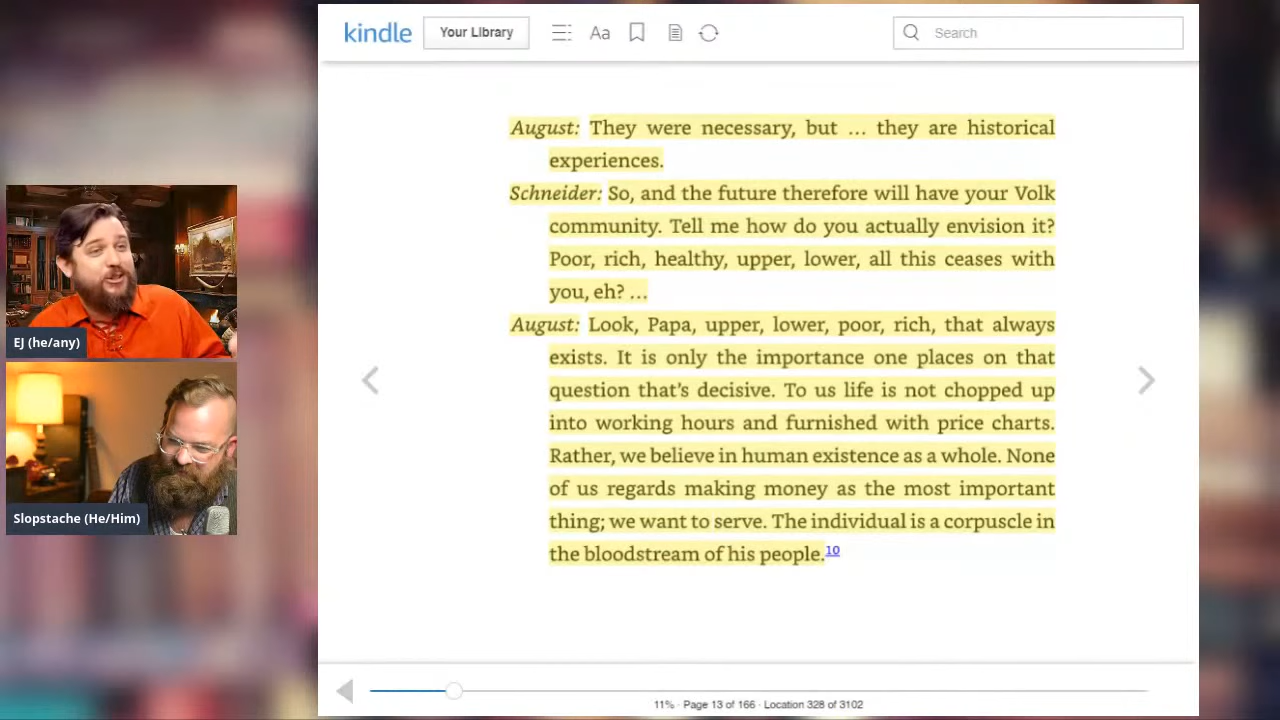 kindle
Your Library
Aa
Search
August: They were necessary, but … they are historical
experiences.
Schneider: So, and the future therefore will have your Volk
community. Tell me how do you actually envision it?
Poor, rich, healthy, upper, lower, all this ceases with
you, eh? …
August: Look, Papa, upper, lower, poor, rich, that always
exists. It is only the importance one places on that
question that’s decisive. To us life is not chopped up
into working hours and furnished with price charts.
Rather, we believe in human existence as a whole. None
of us regards making money as the most important
thing; we want to serve. The individual is a corpuscle in
the bloodstream of his people.10
11% · Page 13 of 166 · Location 328 of 3102
EJ (he/any)
Slopstache (He/Him)